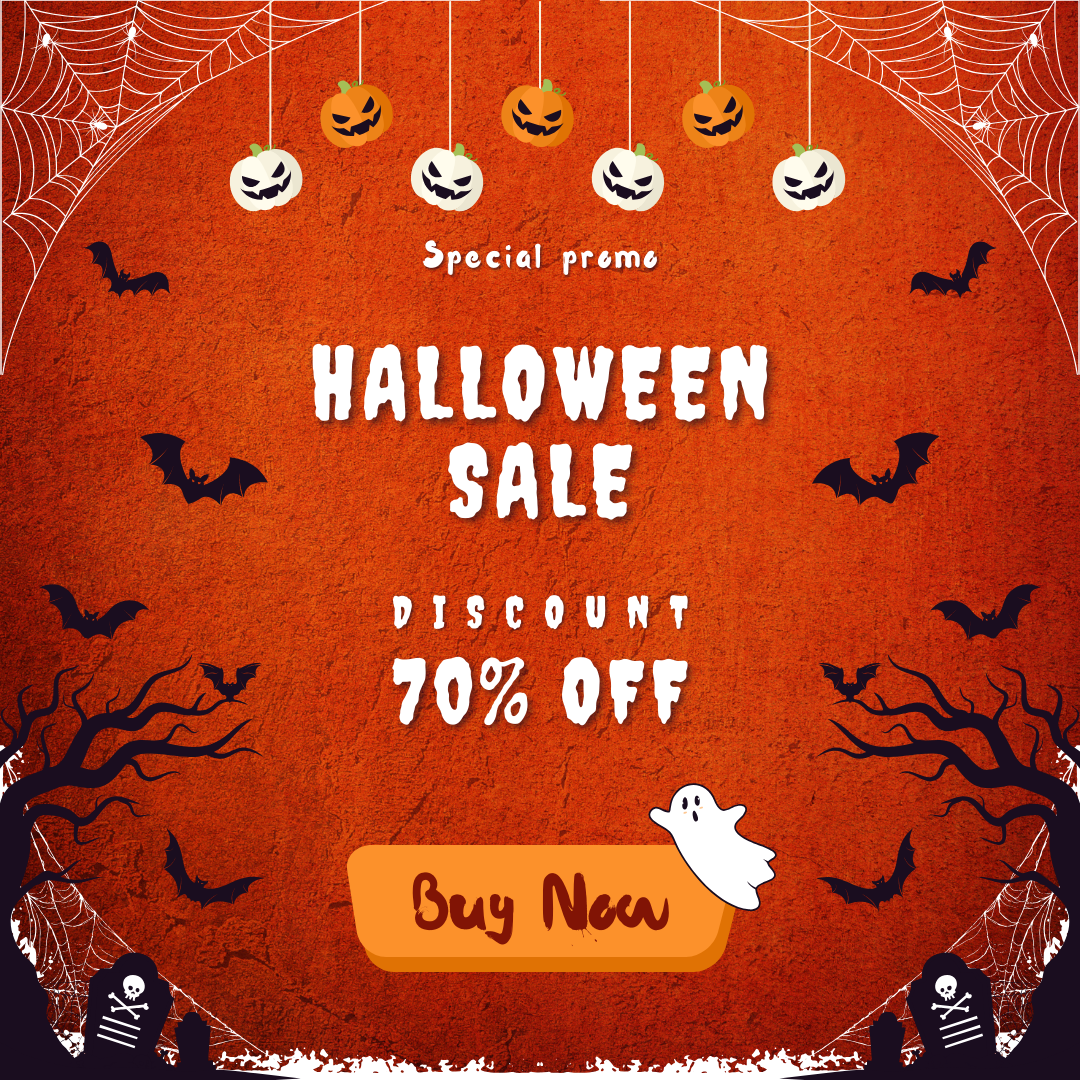 Special promo
HALLOWEEN
SALE
DISCOUNT
70% OFF
Buy Now